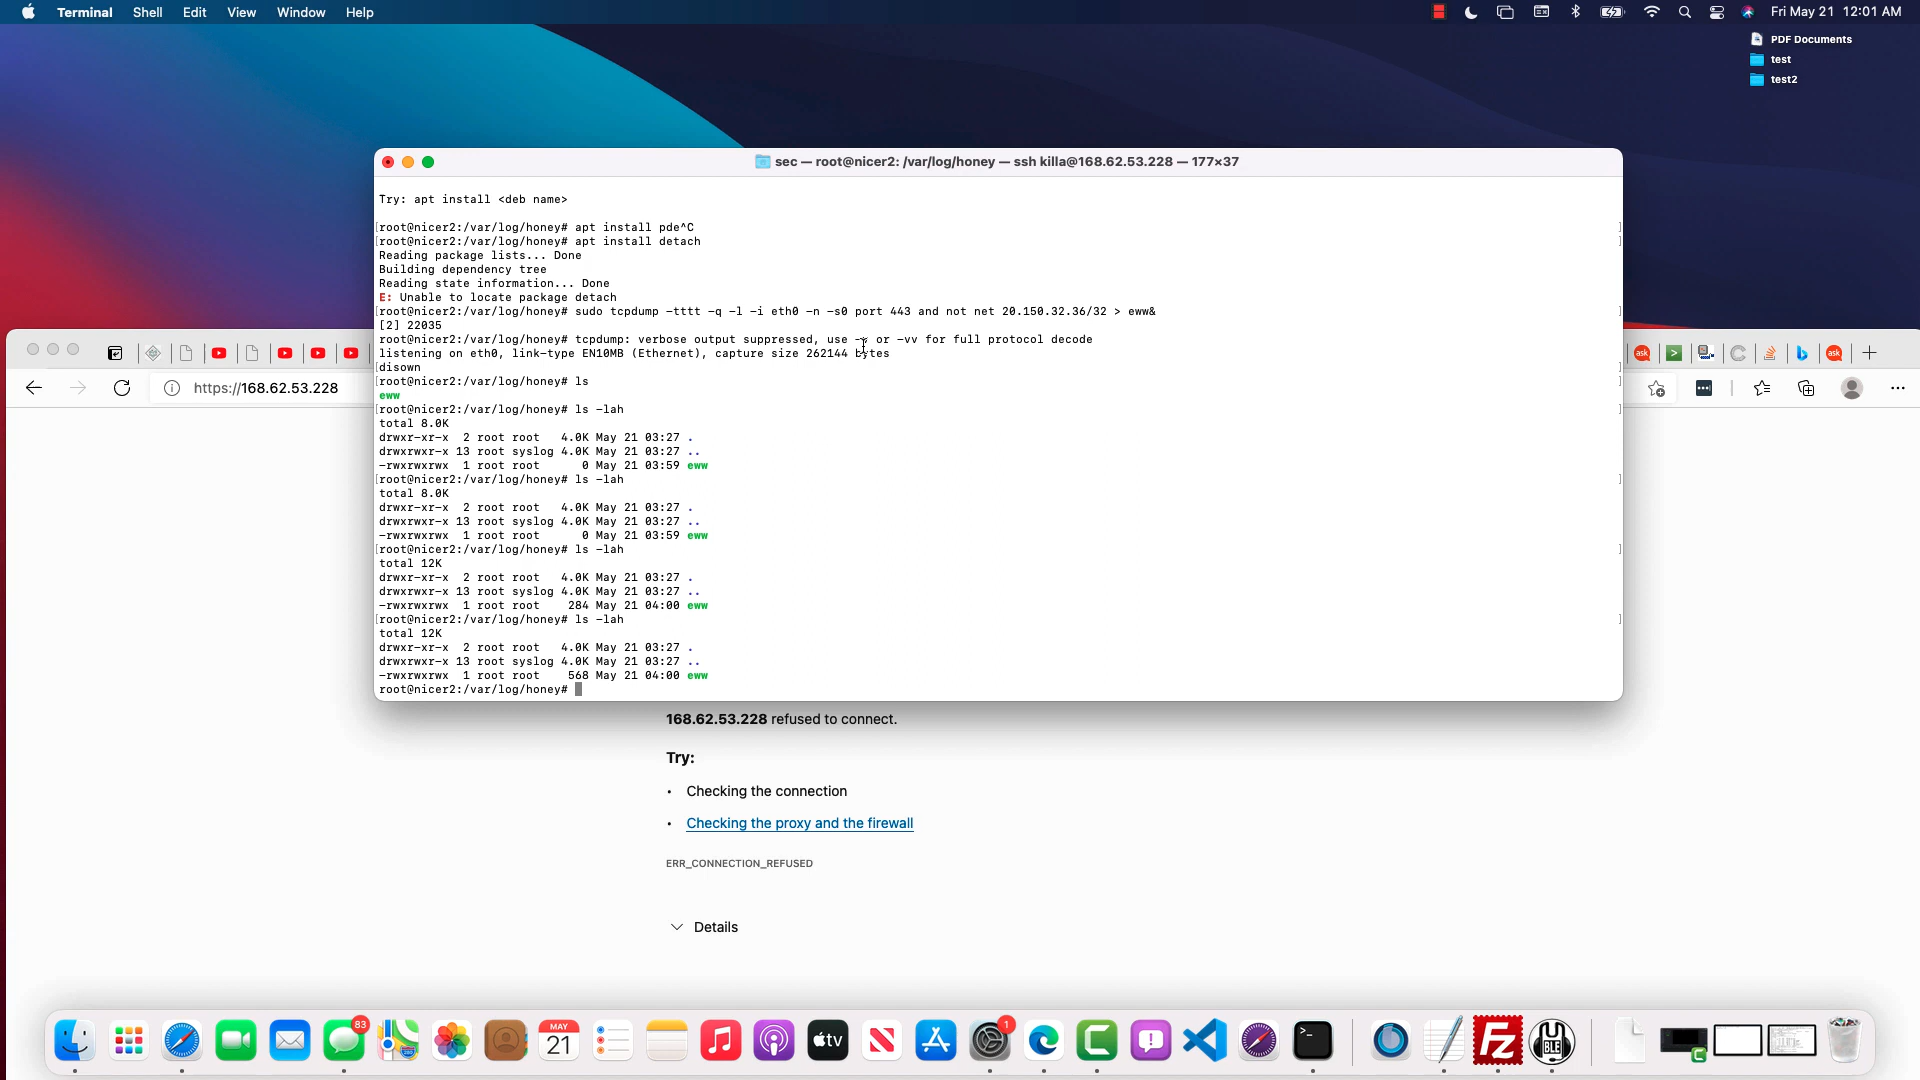 Terminal Shell Edit View Window Help
Fri May 21 12:01 AM
PDF Documents
test
test2
sec — root@nicer2: /var/log/honey — ssh killa@168.62.53.228 — 177×37
Try: apt install <deb name>
[root@nicer2:/var/log/honey# apt install pde^C ]
[root@nicer2:/var/log/honey# apt install detach ]
Reading package lists... Done
Building dependency tree
Reading state information... Done
E: Unable to locate package detach
[root@nicer2:/var/log/honey# sudo tcpdump -tttt -q -l -i eth0 -n -s0 port 443 and not net 20.150.32.36/32 > eww& ]
[2] 22035
root@nicer2:/var/log/honey# tcpdump: verbose output suppressed, use -v or -vv for full protocol decode
listening on eth0, link-type EN10MB (Ethernet), capture size 262144 bytes
[disown ]
[root@nicer2:/var/log/honey# ls ]
eww
[root@nicer2:/var/log/honey# ls -lah ]
total 8.0K
drwxr-xr-x 2 root root 4.0K May 21 03:27 .
drwxrwxr-x 13 root syslog 4.0K May 21 03:27 ..
-rwxrwxrwx 1 root root 0 May 21 03:59 eww
[root@nicer2:/var/log/honey# ls -lah ]
total 8.0K
drwxr-xr-x 2 root root 4.0K May 21 03:27 .
drwxrwxr-x 13 root syslog 4.0K May 21 03:27 ..
-rwxrwxrwx 1 root root 0 May 21 03:59 eww
[root@nicer2:/var/log/honey# ls -lah ]
total 12K
drwxr-xr-x 2 root root 4.0K May 21 03:27 .
drwxrwxr-x 13 root syslog 4.0K May 21 03:27 ..
-rwxrwxrwx 1 root root 284 May 21 04:00 eww
[root@nicer2:/var/log/honey# ls -lah ]
total 12K
drwxr-xr-x 2 root root 4.0K May 21 03:27 .
drwxrwxr-x 13 root syslog 4.0K May 21 03:27 ..
-rwxrwxrwx 1 root root 568 May 21 04:00 eww
root@nicer2:/var/log/honey#
ask
ask
https://168.62.53.228
168.62.53.228 refused to connect.
Try:
• Checking the connection
• Checking the proxy and the firewall
ERR_CONNECTION_REFUSED
Details
83
MAY
21
tv
1
BLE